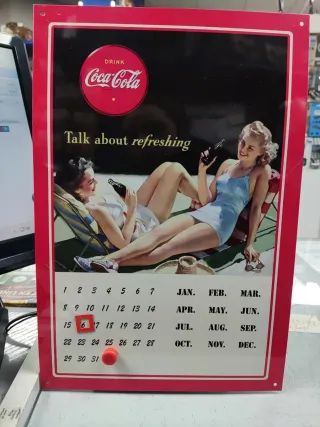 DRINK
Coca-Cola
Talk about refreshing
1 2 3 4 5 6 7 JAN. FEB. MAR.
8 9 10 11 12 13 14 APR. MAY. JUN.
15 6 17 18 19 20 21 JUL. AUG. SEP.
22 23 24 25 26 27 28 OCT. NOV. DEC.
29 30 31